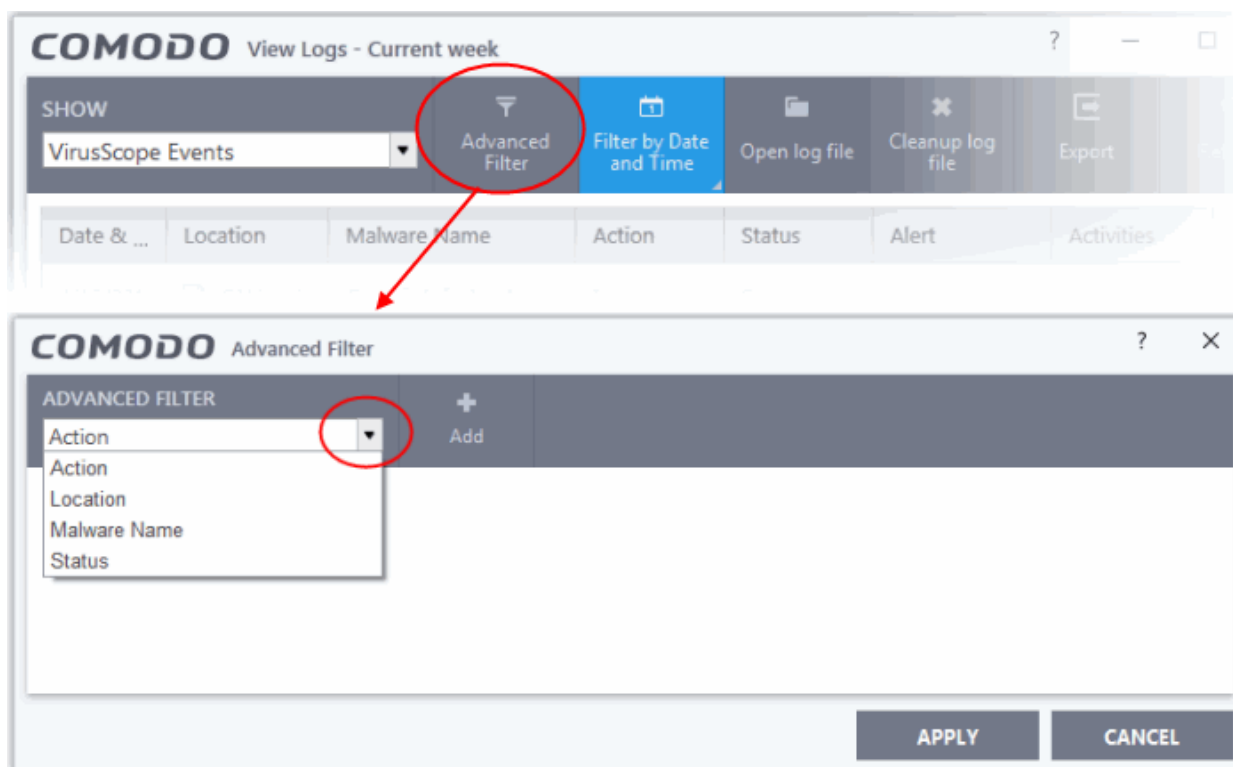 COMODO View Logs - Current week
?
SHOW
VirusScope Events
Advanced
Filter
Filter by Date
and Time
Open log file
Cleanup log
file
Export
Date & ... Location Malware Name Action Status Alert Activities
COMODO Advanced Filter
?
ADVANCED FILTER
Action
Add
Action
Location
Malware Name
Status
APPLY CANCEL